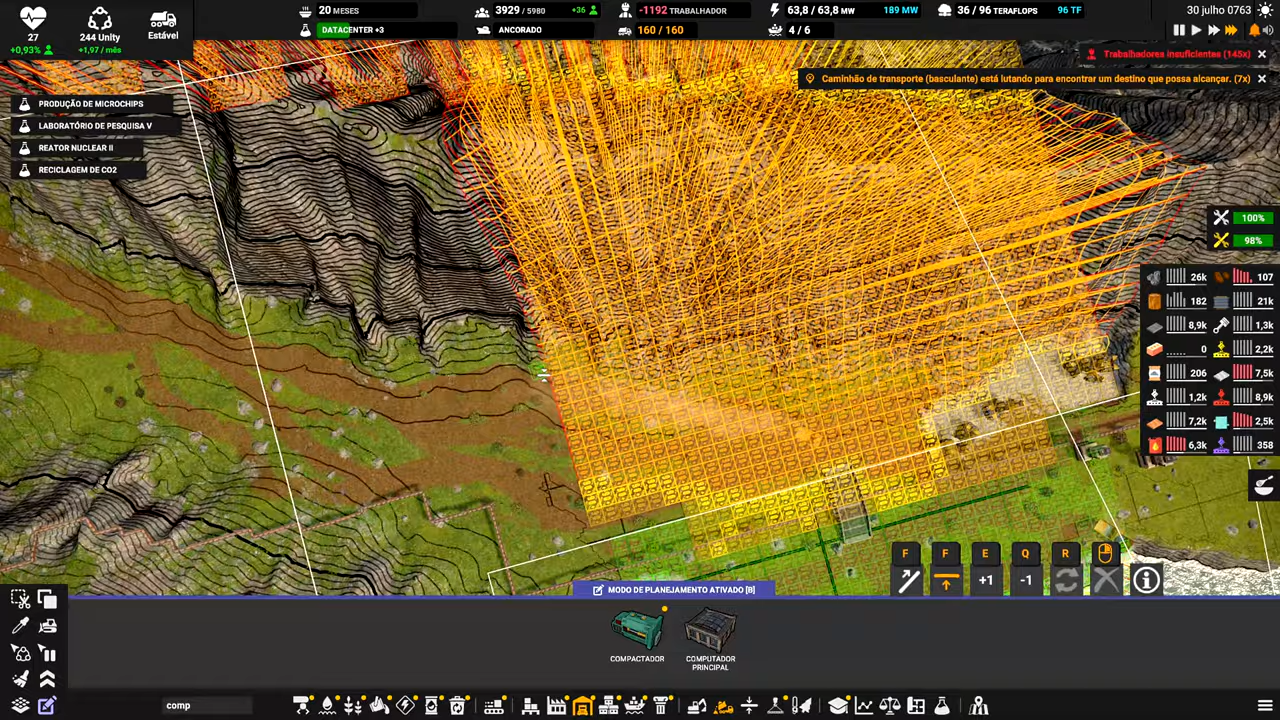 27
+0,93%
244 Unity
+1,97 / mês
Estável
20 MESES
DATACENTER +3
3929 / 5980 +36
ANCORADO
-1192 TRABALHADOR
160 / 160
63,8 / 63,8 MW 189 MW
4 / 6
36 / 96 TERAFLOPS 96 TF
30 julho 0763
Trabalhadores insuficientes (145x)
Caminhão de transporte (basculante) está lutando para encontrar um destino que possa alcançar. (7x)
PRODUÇÃO DE MICROCHIPS
LABORATÓRIO DE PESQUISA V
REATOR NUCLEAR II
RECICLAGEM DE CO2
100%
98%
26k 107
182 21k
8,9k 1,3k
0 2,2k
206 7,5k
1,2k 8,9k
7,2k 2,5k
6,3k 358
F F E Q R
+1 -1
MODO DE PLANEJAMENTO ATIVADO [B]
COMPACTADOR
COMPUTADOR PRINCIPAL
comp